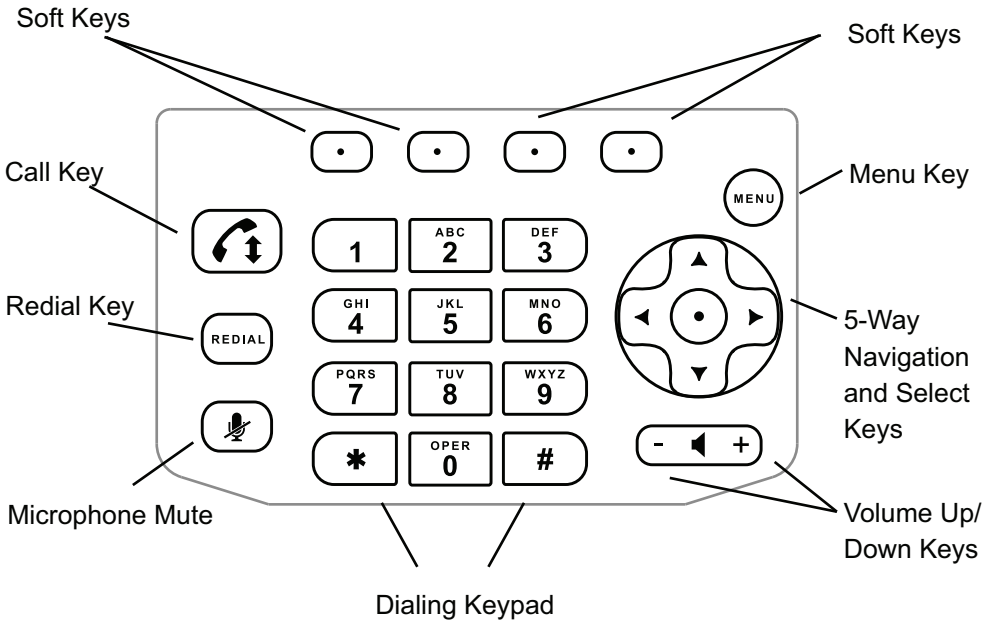 Soft Keys
Soft Keys
Call Key
Menu Key
MENU
1
ABC
2
DEF
3
Redial Key
REDIAL
GHI
4
JKL
5
MNO
6
5-Way
Navigation
and Select
Keys
PQRS
7
TUV
8
WXYZ
9
*
OPER
0
#
- +
Microphone Mute
Volume Up/
Down Keys
Dialing Keypad